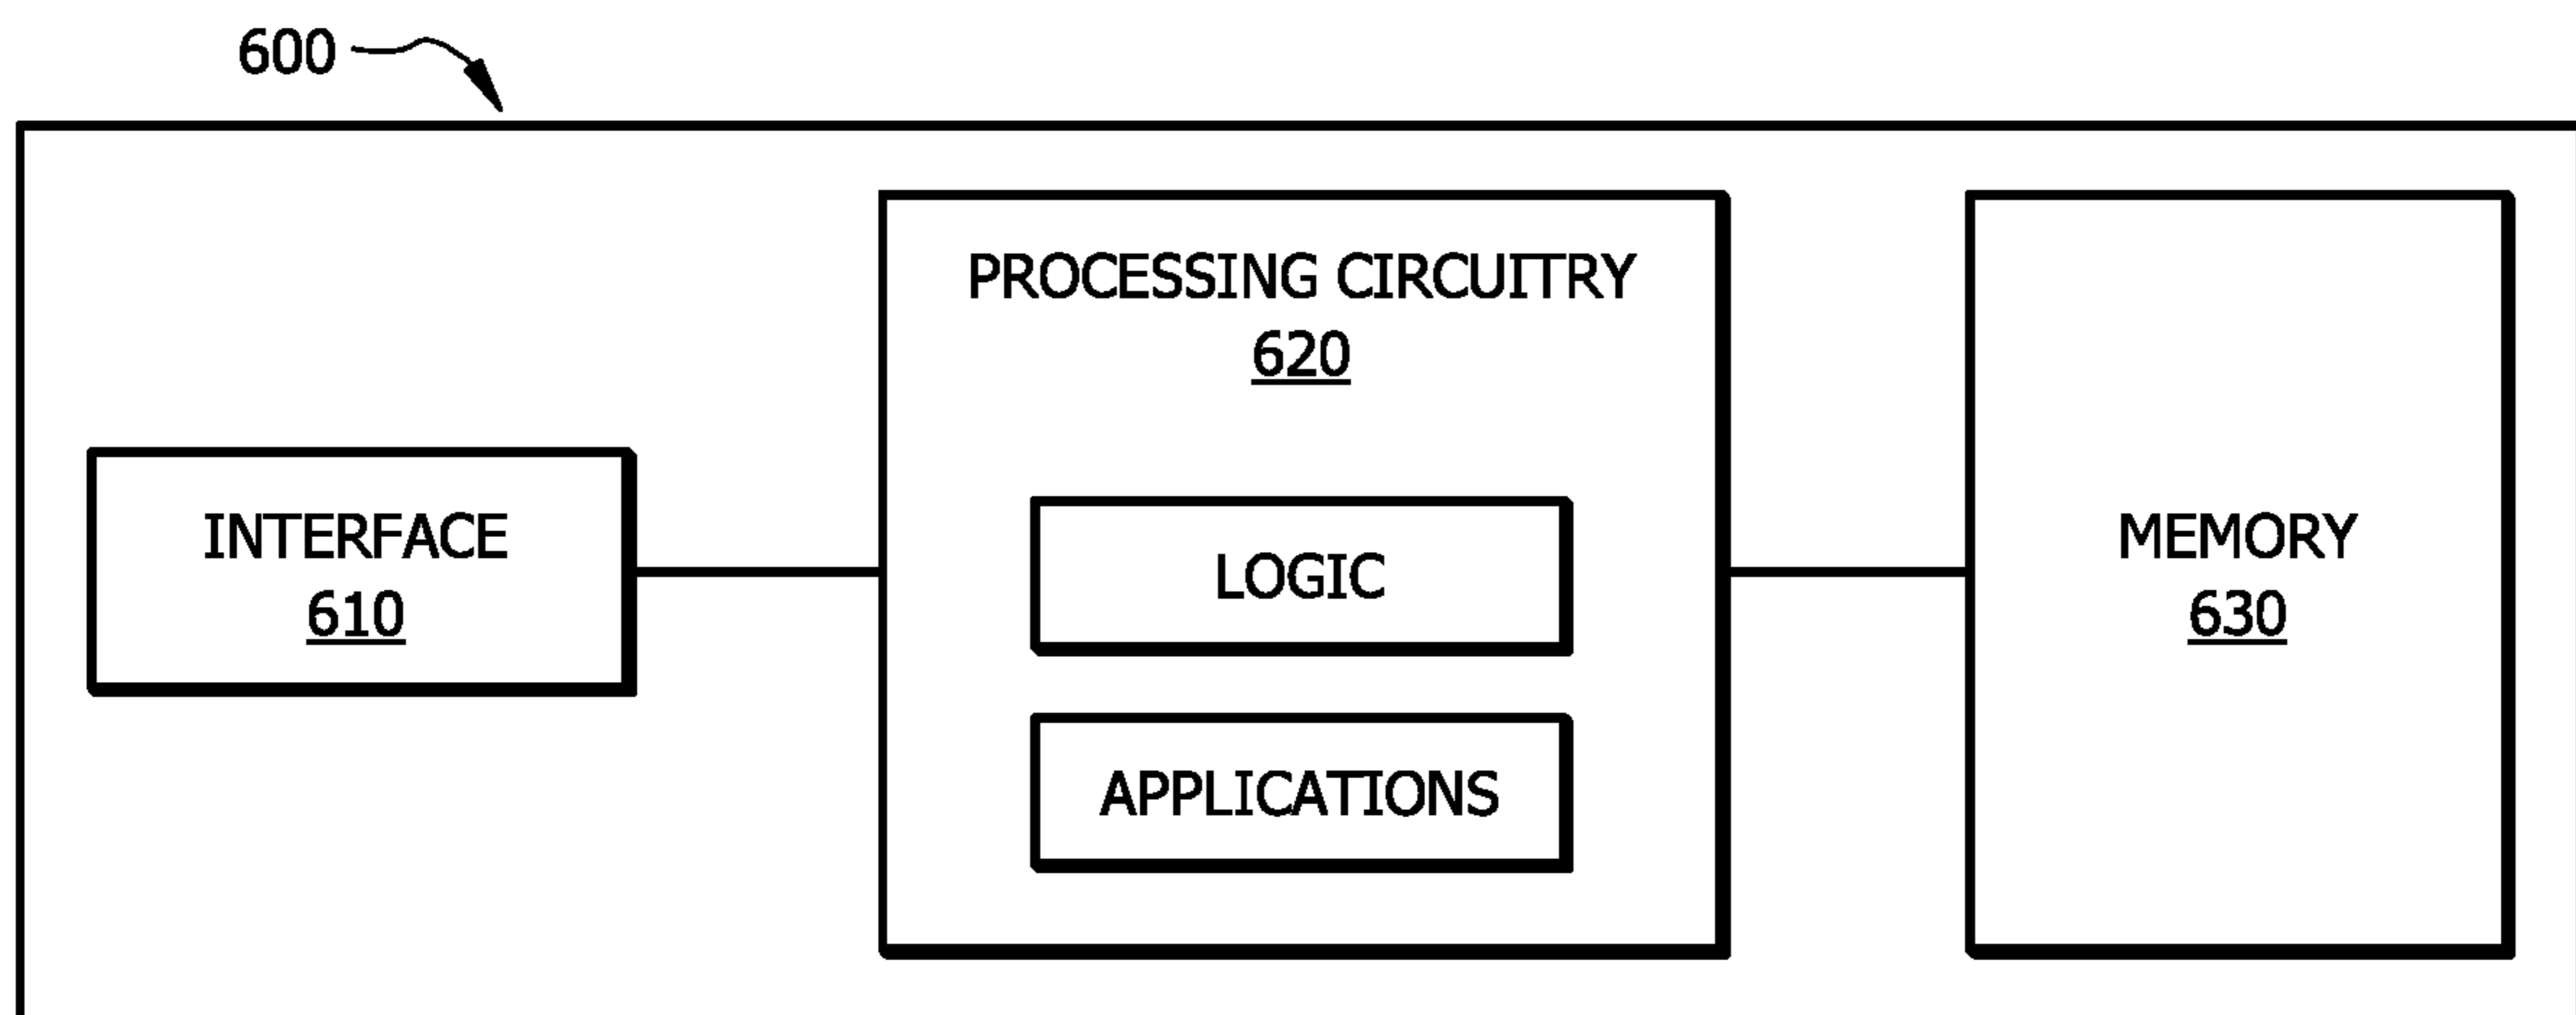 600
PROCESSING CIRCUITRY
620
INTERFACE
610
LOGIC
APPLICATIONS
MEMORY
630